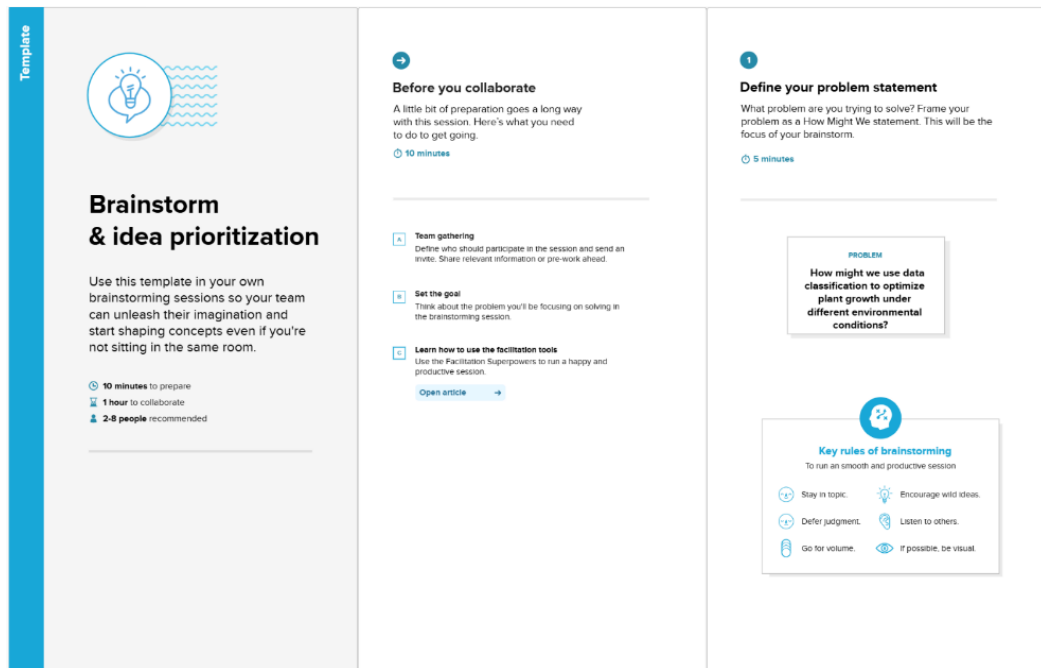 Template
Brainstorm
& idea prioritization
Use this template in your own
brainstorming sessions so your team
can unleash their imagination and
start shaping concepts even if you're
not sitting in the same room.
10 minutes to prepare
1 hour to collaborate
2-8 people recommended
Before you collaborate
A little bit of preparation goes a long way
with this session. Here's what you need
to do to get going.
10 minutes
A
Team gathering
Define who should participate in the session and send an
invite. Share relevant information or pre-work ahead.
B
Set the goal
Think about the problem you'll be focusing on solving in
the brainstorming session.
C
Learn how to use the facilitation tools
Use the Facilitation Superpowers to run a happy and
productive session.
Open article
1
Define your problem statement
What problem are you trying to solve? Frame your
problem as a How Might We statement. This will be the
focus of your brainstorm.
5 minutes
PROBLEM
How might we use data
classification to optimize
plant growth under
different environmental
conditions?
Key rules of brainstorming
To run an smooth and productive session
Stay in topic.
Encourage wild ideas.
Defer judgment.
Listen to others.
Go for volume.
If possible, be visual.